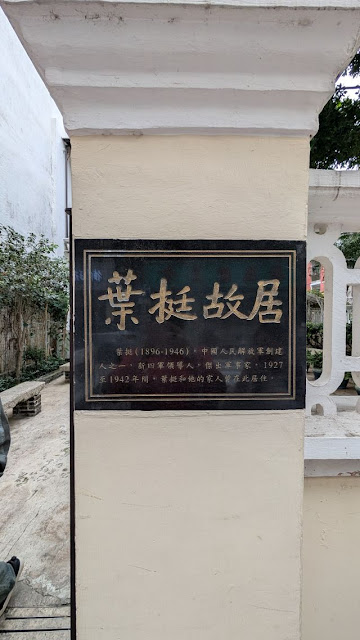 葉挺故居
葉挺(1896-1946)，中國人民解放軍創建
人之一，新四軍領導人，傑出軍事家，1927
至1942年間，葉挺和他的家人曾在此居住。